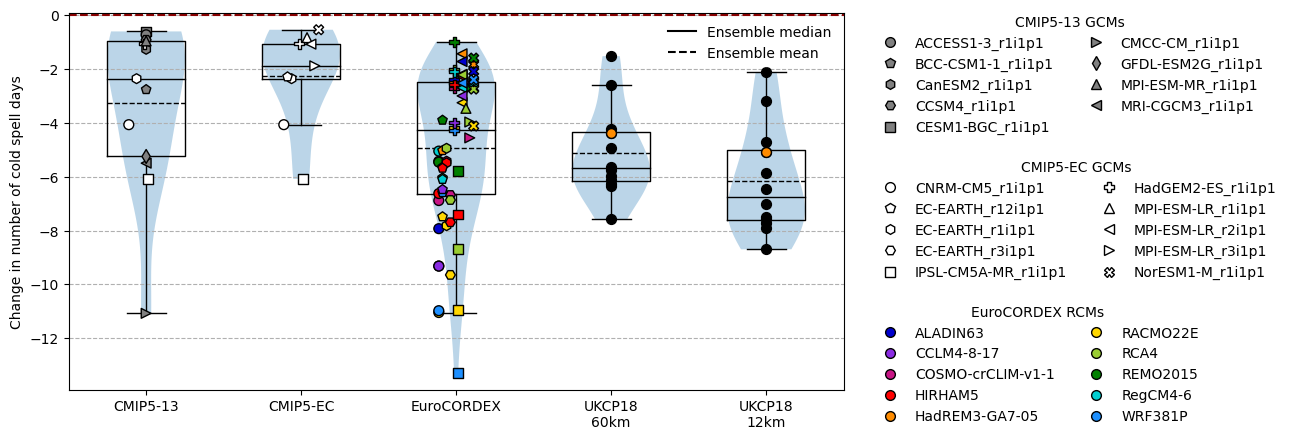 Change in number of cold spell days
0
−2
−4
−6
−8
−10
−12
Ensemble median
Ensemble mean
CMIP5-13
CMIP5-EC
EuroCORDEX
UKCP18
60km
UKCP18
12km
CMIP5-13 GCMs
ACCESS1-3_r1i1p1
BCC-CSM1-1_r1i1p1
CanESM2_r1i1p1
CCSM4_r1i1p1
CESM1-BGC_r1i1p1
CMCC-CM_r1i1p1
GFDL-ESM2G_r1i1p1
MPI-ESM-MR_r1i1p1
MRI-CGCM3_r1i1p1
CMIP5-EC GCMs
CNRM-CM5_r1i1p1
EC-EARTH_r12i1p1
EC-EARTH_r1i1p1
EC-EARTH_r3i1p1
IPSL-CM5A-MR_r1i1p1
HadGEM2-ES_r1i1p1
MPI-ESM-LR_r1i1p1
MPI-ESM-LR_r2i1p1
MPI-ESM-LR_r3i1p1
NorESM1-M_r1i1p1
EuroCORDEX RCMs
ALADIN63
CCLM4-8-17
COSMO-crCLIM-v1-1
HIRHAM5
HadREM3-GA7-05
RACMO22E
RCA4
REMO2015
RegCM4-6
WRF381P